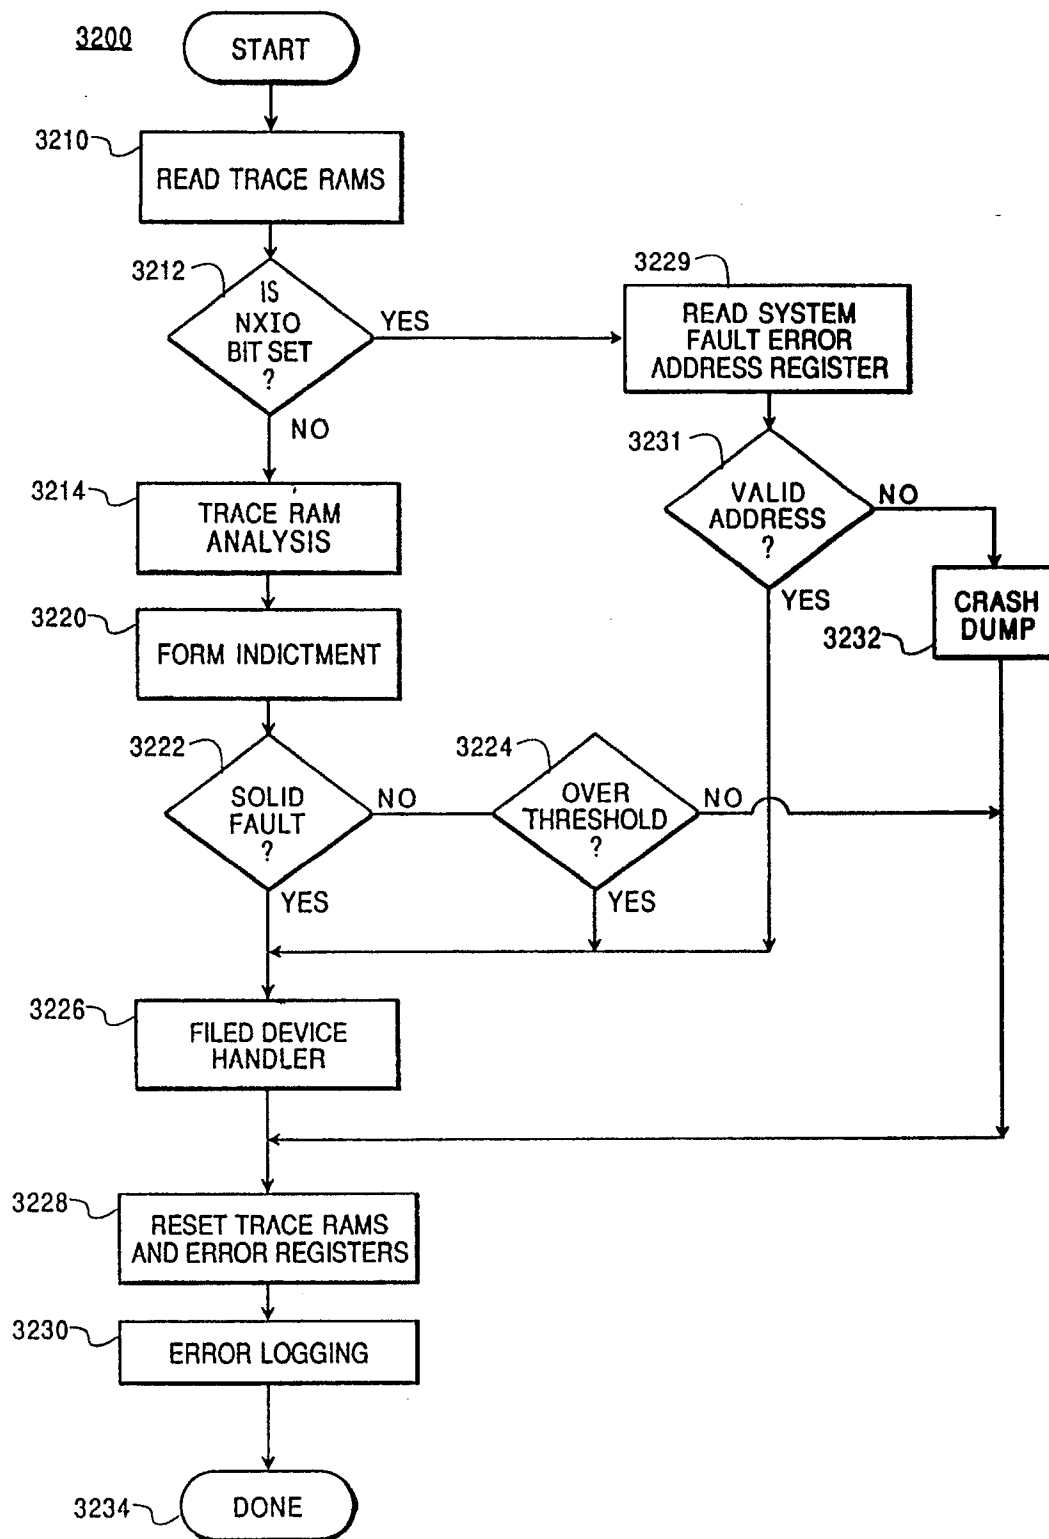 3200
START
3210
READ TRACE RAMS
3212
IS
NXIO
BIT SET
?
YES
NO
3229
READ SYSTEM
FAULT ERROR
ADDRESS REGISTER
3231
VALID
ADDRESS
?
NO
YES
3214
TRACE RAM
ANALYSIS
CRASH
DUMP
3232
3220
FORM INDICTMENT
3222
SOLID
FAULT
?
NO
YES
3224
OVER
THRESHOLD
?
NO
YES
3226
FILED DEVICE
HANDLER
3228
RESET TRACE RAMS
AND ERROR REGISTERS
3230
ERROR LOGGING
3234
DONE